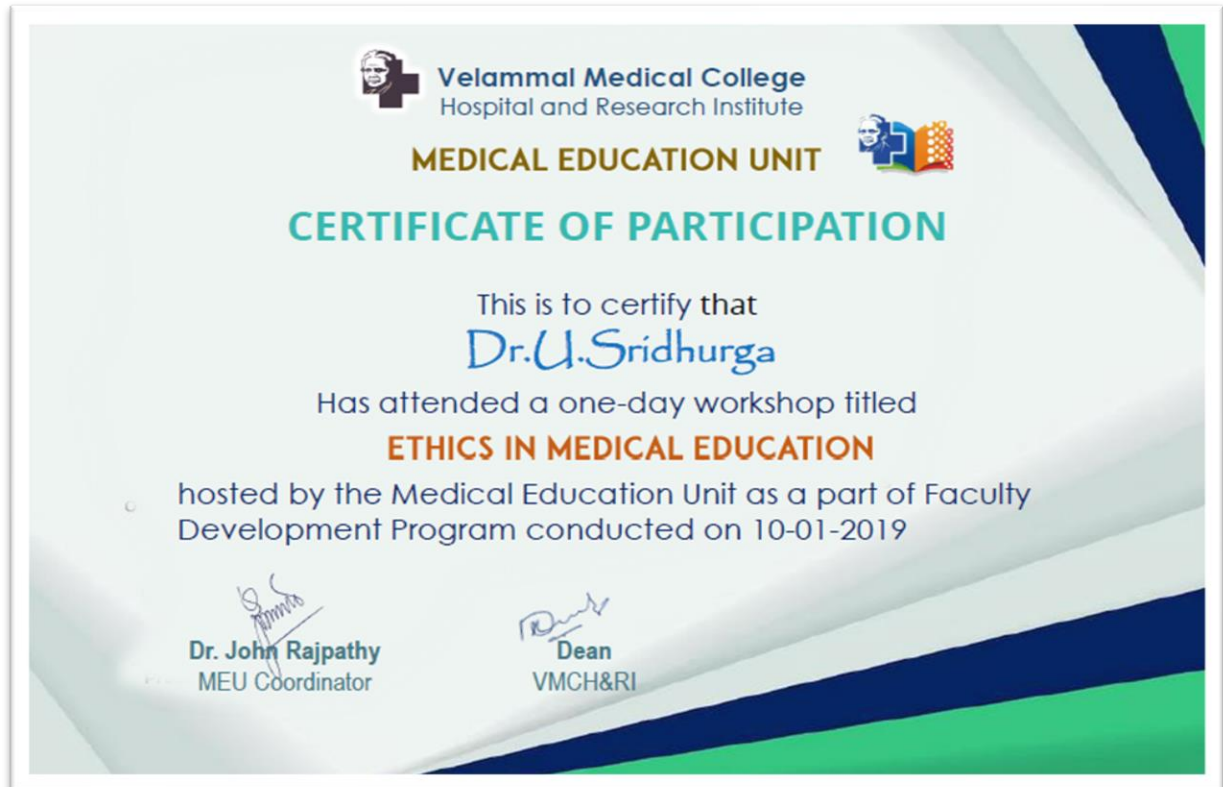 Velammal Medical College
Hospital and Research Institute
MEDICAL EDUCATION UNIT
CERTIFICATE OF PARTICIPATION
This is to certify that
Dr.U.Sridhurga
Has attended a one-day workshop titled
ETHICS IN MEDICAL EDUCATION
hosted by the Medical Education Unit as a part of Faculty
Development Program conducted on 10-01-2019
Dr. John Rajpathy
MEU Coordinator
Dean
VMCH&RI